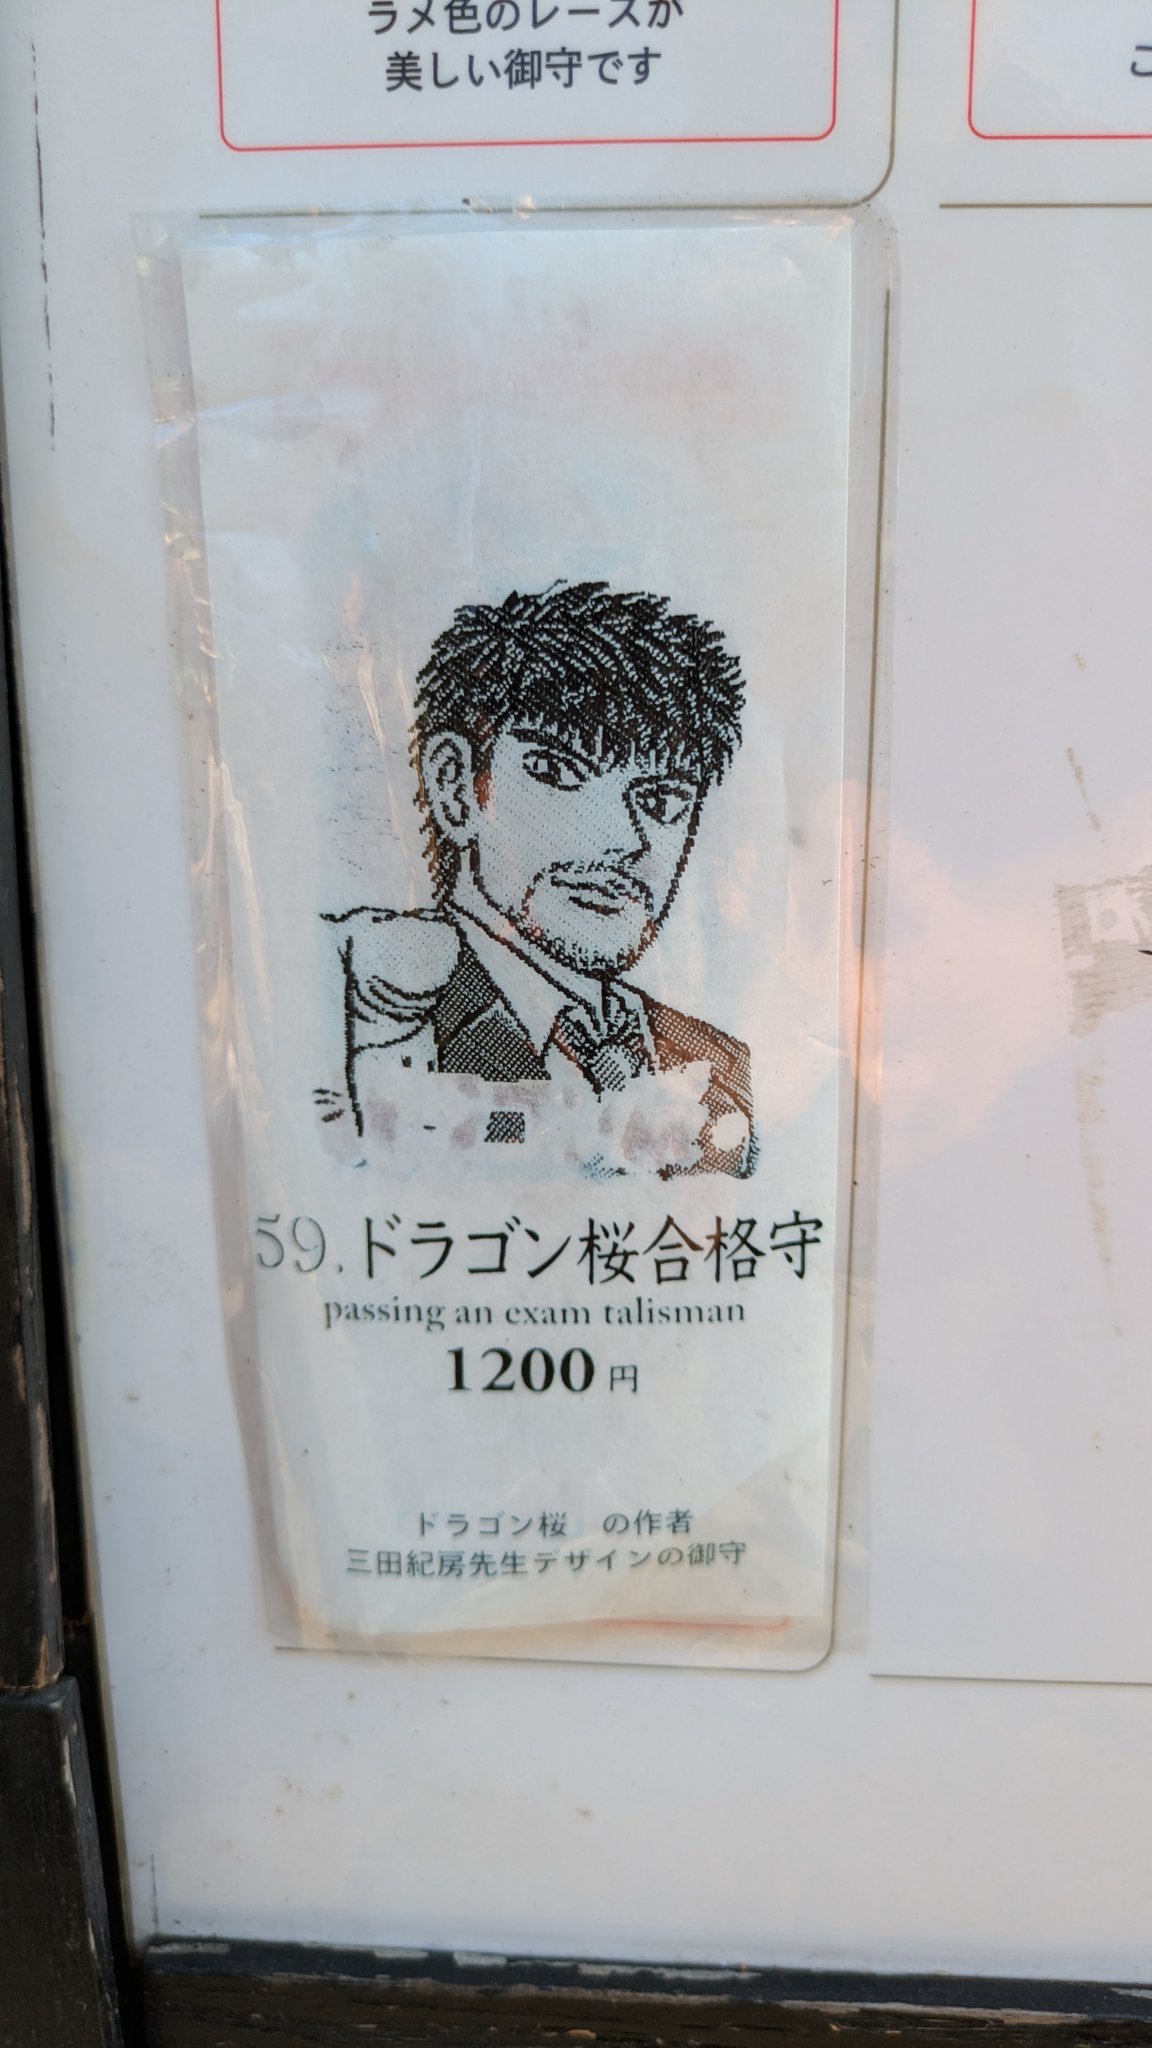 ラメ色のレースが
美しい御守です
こ
59.ドラゴン桜合格守
passing an exam talisman
1200円
ドラゴン桜　の作者
三田紀房先生デザインの御守